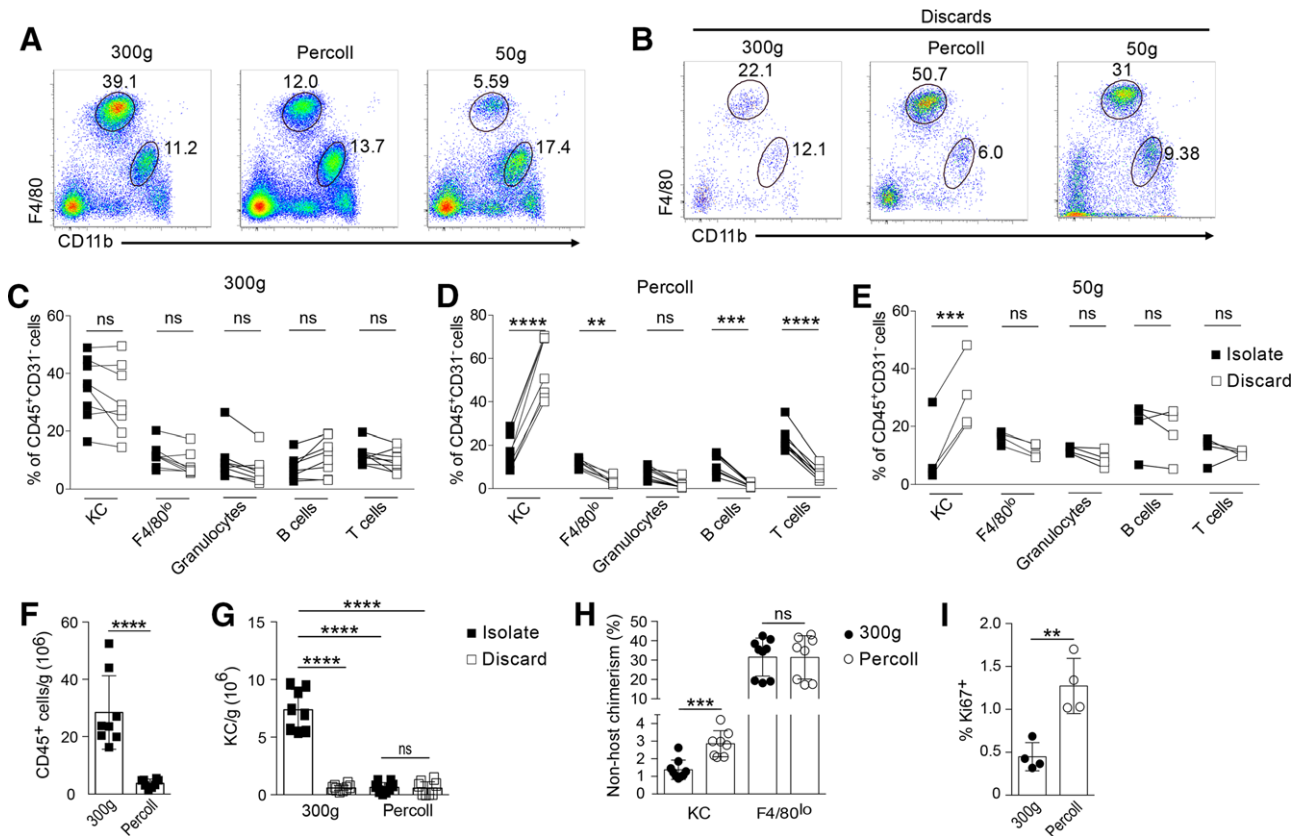 A
300g
Percoll
50g
39.1
11.2
12.0
13.7
5.59
17.4
F4/80
CD11b
B
Discards
300g
Percoll
50g
22.1
12.1
50.7
6.0
31
9.38
F4/80
CD11b
C
300g
% of CD45+CD31- cells
60
40
20
0
ns
ns
ns
ns
ns
KC
F4/80lo
Granulocytes
B cells
T cells
D
Percoll
% of CD45+CD31- cells
80
60
40
20
0
****
**
ns
***
****
KC
F4/80lo
Granulocytes
B cells
T cells
E
50g
% of CD45+CD31- cells
60
40
20
0
***
ns
ns
ns
ns
KC
F4/80lo
Granulocytes
B cells
T cells
Isolate
Discard
F
CD45+ cells/g (10⁶)
60
40
20
0
****
300g
Percoll
G
KC/g (10⁶)
15
10
5
0
****
****
****
ns
300g
Percoll
Isolate
Discard
H
Non-host chimerism (%)
50
40
30
20
10
4
3
2
1
0
***
ns
KC
F4/80lo
300g
Percoll
I
% Ki67+
2.0
1.5
1.0
0.5
0
**
300g
Percoll